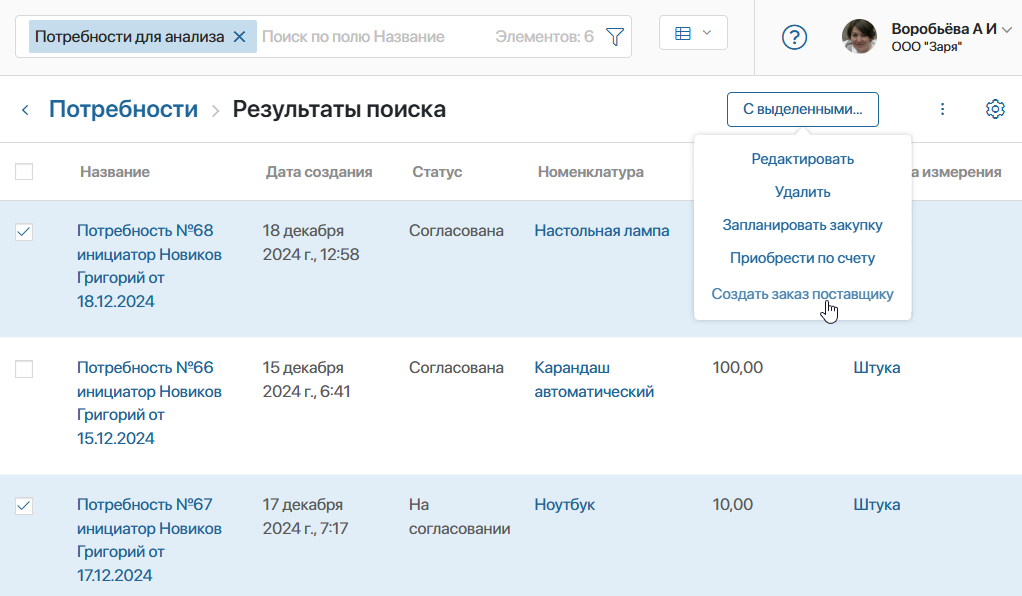 Потребности для анализа
Поиск по полю Название
Элементов: 6
?
Воробьёва А И
ООО "Заря"
Потребности
Результаты поиска
С выделенными...
Редактировать
Удалить
Запланировать закупку
Приобрести по счету
Создать заказ поставщику
Название
Дата создания
Статус
Номенклатура
а измерения
Потребность №68
инициатор Новиков
Григорий от
18.12.2024
18 декабря
2024 г., 12:58
Согласована
Настольная лампа
Потребность №66
инициатор Новиков
Григорий от
15.12.2024
15 декабря
2024 г., 6:41
Согласована
Карандаш
автоматический
100,00
Штука
Потребность №67
инициатор Новиков
Григорий от
17.12.2024
17 декабря
2024 г., 7:17
На
согласовании
Ноутбук
10,00
Штука